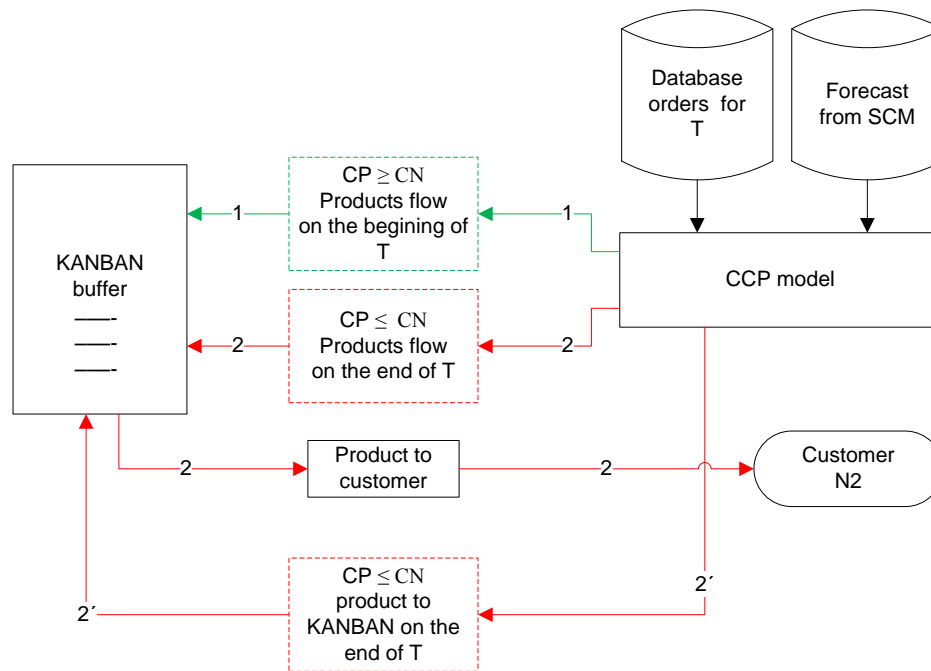 Database
orders for
T
Forecast
from SCM
CP ≥ CN
Products flow
on the begining of
T
1
1
KANBAN
buffer
CCP model
CP ≤ CN
Products flow
on the end of T
2
2
2
Product to
customer
2
Customer
N2
CP ≤ CN
product to
KANBAN on the
end of T
2´
2´